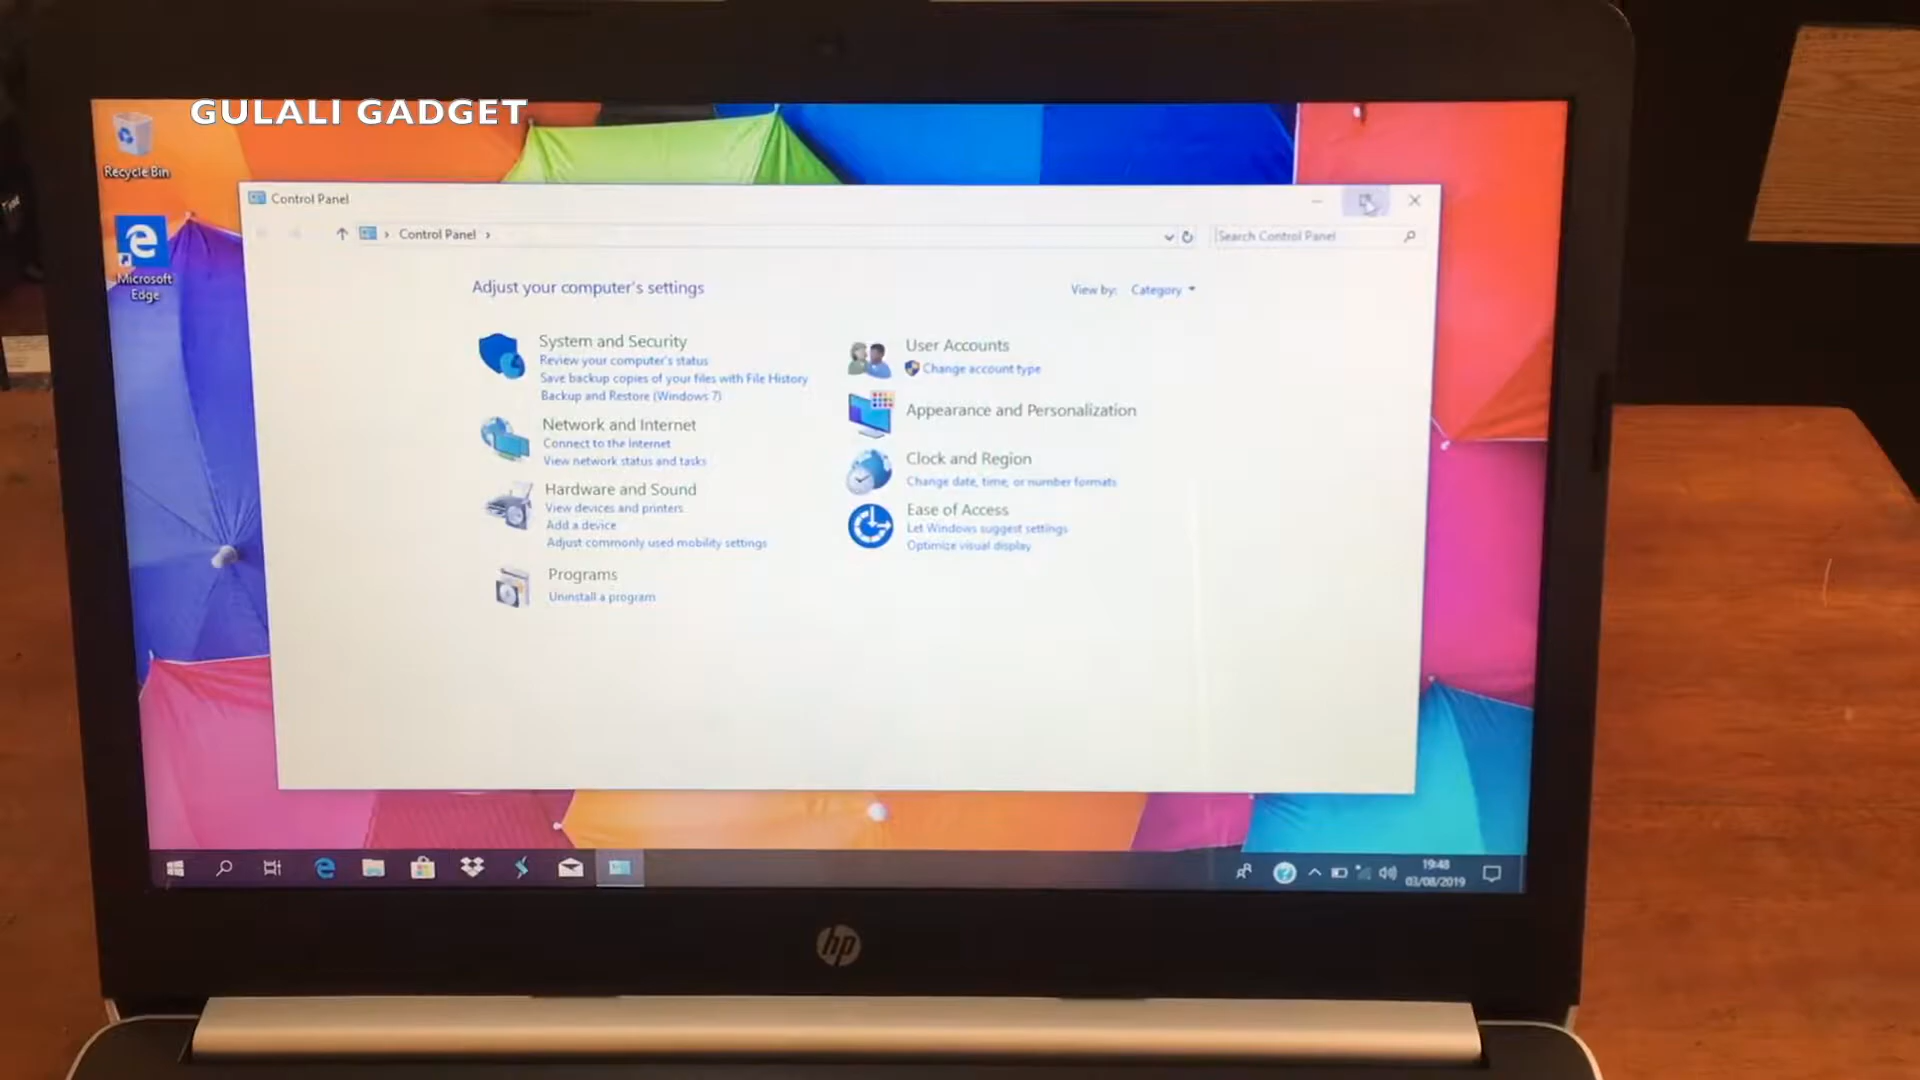 GULALI GADGET
Recycle Bin
Microsoft
Edge
Control Panel
Control Panel
Search Control Panel
Adjust your computer's settings
View by: Category
System and Security
Review your computer's status
Save backup copies of your files with File History
Backup and Restore (Windows 7)
Network and Internet
Connect to the Internet
View network status and tasks
Hardware and Sound
View devices and printers
Add a device
Adjust commonly used mobility settings
Programs
Uninstall a program
User Accounts
Change account type
Appearance and Personalization
Clock and Region
Change date, time, or number formats
Ease of Access
Let Windows suggest settings
Optimize visual display
19:48
03/08/2019
hp